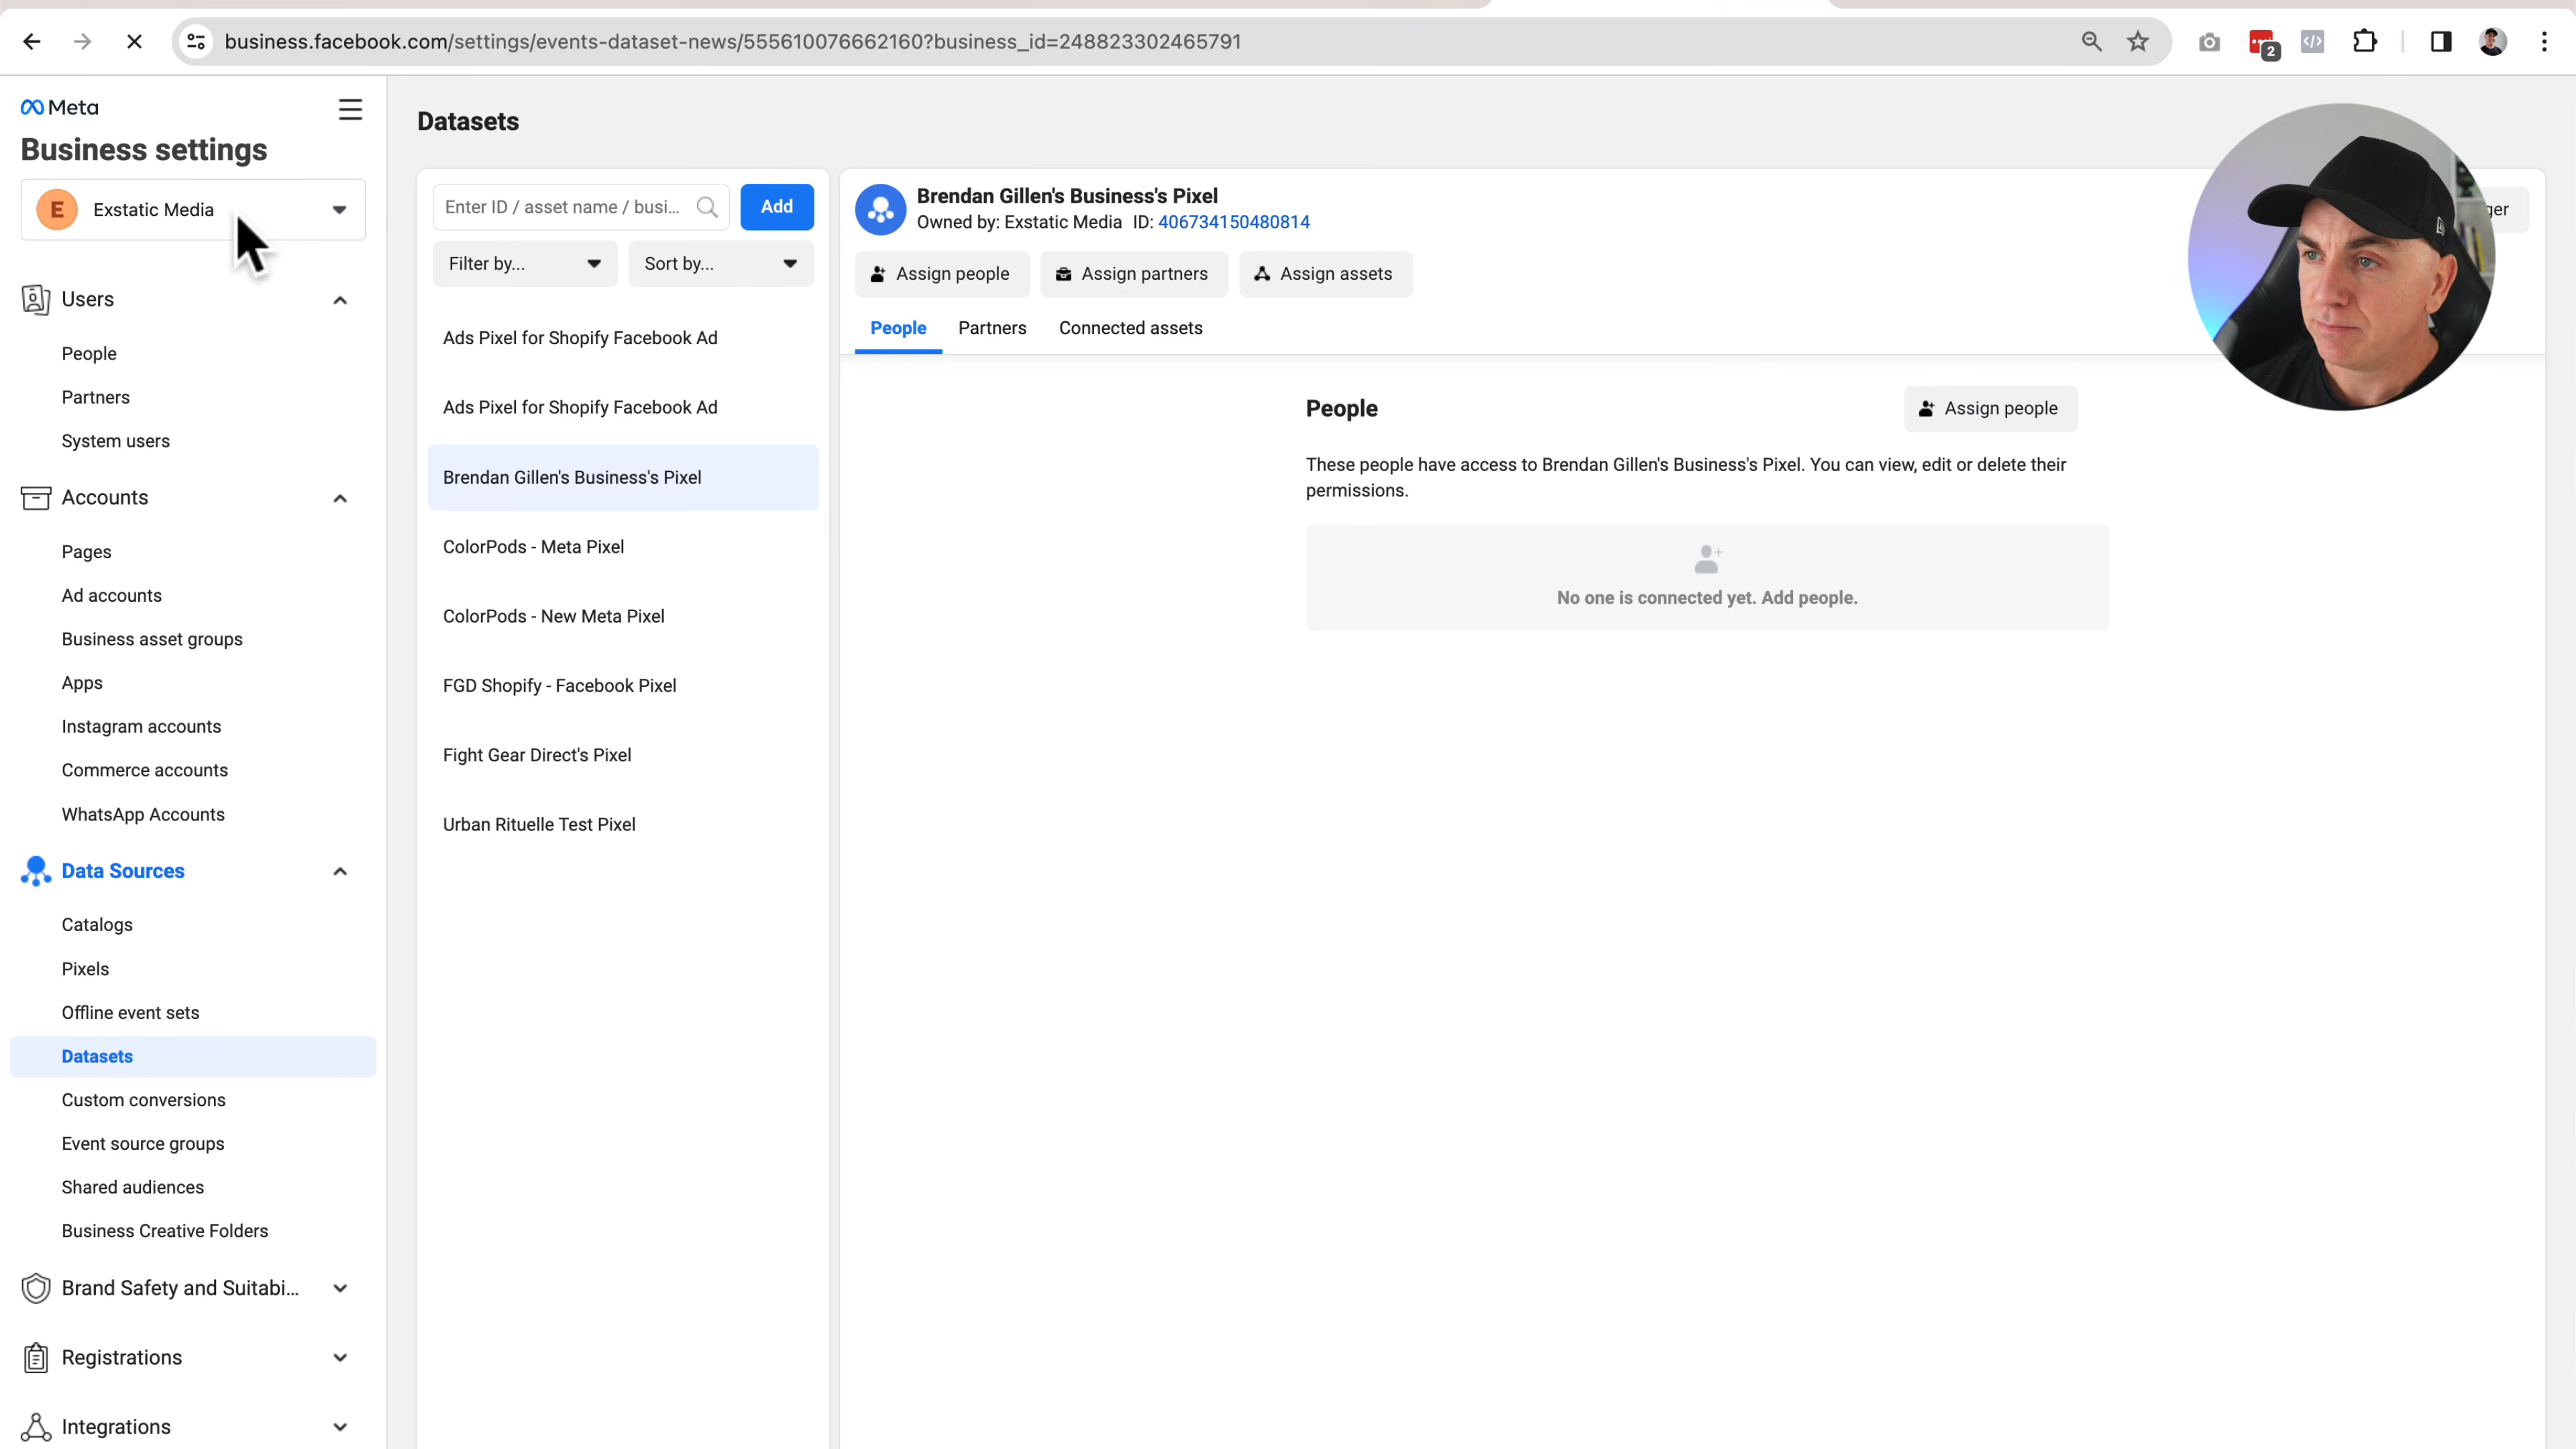 business.facebook.com/settings/events-dataset-news/555610076662160?business_id=248823302465791
2
Meta
Business settings
E Exstatic Media
Users
People
Partners
System users
Accounts
Pages
Ad accounts
Business asset groups
Apps
Instagram accounts
Commerce accounts
WhatsApp Accounts
Data Sources
Catalogs
Pixels
Offline event sets
Datasets
Custom conversions
Event source groups
Shared audiences
Business Creative Folders
Brand Safety and Suitabi...
Registrations
Integrations
Datasets
Enter ID / asset name / busi...
Add
Filter by...
Sort by...
Ads Pixel for Shopify Facebook Ad
Ads Pixel for Shopify Facebook Ad
Brendan Gillen's Business's Pixel
ColorPods - Meta Pixel
ColorPods - New Meta Pixel
FGD Shopify - Facebook Pixel
Fight Gear Direct's Pixel
Urban Rituelle Test Pixel
Brendan Gillen's Business's Pixel
Owned by: Exstatic Media ID: 406734150480814
Assign people
Assign partners
Assign assets
People
Partners
Connected assets
People
Assign people
These people have access to Brendan Gillen's Business's Pixel. You can view, edit or delete their
permissions.
No one is connected yet. Add people.